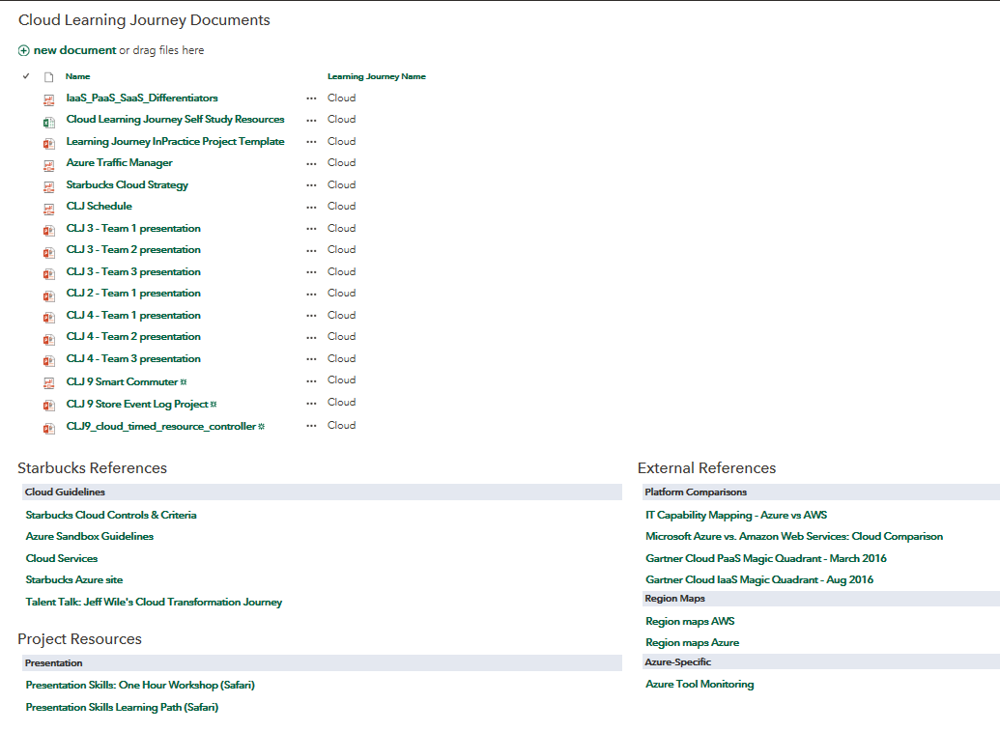 Cloud Learning Journey Documents
new document or drag files here
Name Learning Journey Name
IaaS_PaaS_SaaS_Differentiators ... Cloud
Cloud Learning Journey Self Study Resources ... Cloud
Learning Journey InPractice Project Template ... Cloud
Azure Traffic Manager ... Cloud
Starbucks Cloud Strategy ... Cloud
CLJ Schedule ... Cloud
CLJ 3 - Team 1 presentation ... Cloud
CLJ 3 - Team 2 presentation ... Cloud
CLJ 3 - Team 3 presentation ... Cloud
CLJ 2 - Team 1 presentation ... Cloud
CLJ 4 - Team 1 presentation ... Cloud
CLJ 4 - Team 2 presentation ... Cloud
CLJ 4 - Team 3 presentation ... Cloud
CLJ 9 Smart Commuter ... Cloud
CLJ 9 Store Event Log Project ... Cloud
CLJ9_cloud_timed_resource_controller ... Cloud
Starbucks References
Cloud Guidelines
Starbucks Cloud Controls & Criteria
Azure Sandbox Guidelines
Cloud Services
Starbucks Azure site
Talent Talk: Jeff Wile's Cloud Transformation Journey
Project Resources
Presentation
Presentation Skills: One Hour Workshop (Safari)
Presentation Skills Learning Path (Safari)
External References
Platform Comparisons
IT Capability Mapping - Azure vs AWS
Microsoft Azure vs. Amazon Web Services: Cloud Comparison
Gartner Cloud PaaS Magic Quadrant - March 2016
Gartner Cloud IaaS Magic Quadrant - Aug 2016
Region Maps
Region maps AWS
Region maps Azure
Azure-Specific
Azure Tool Monitoring